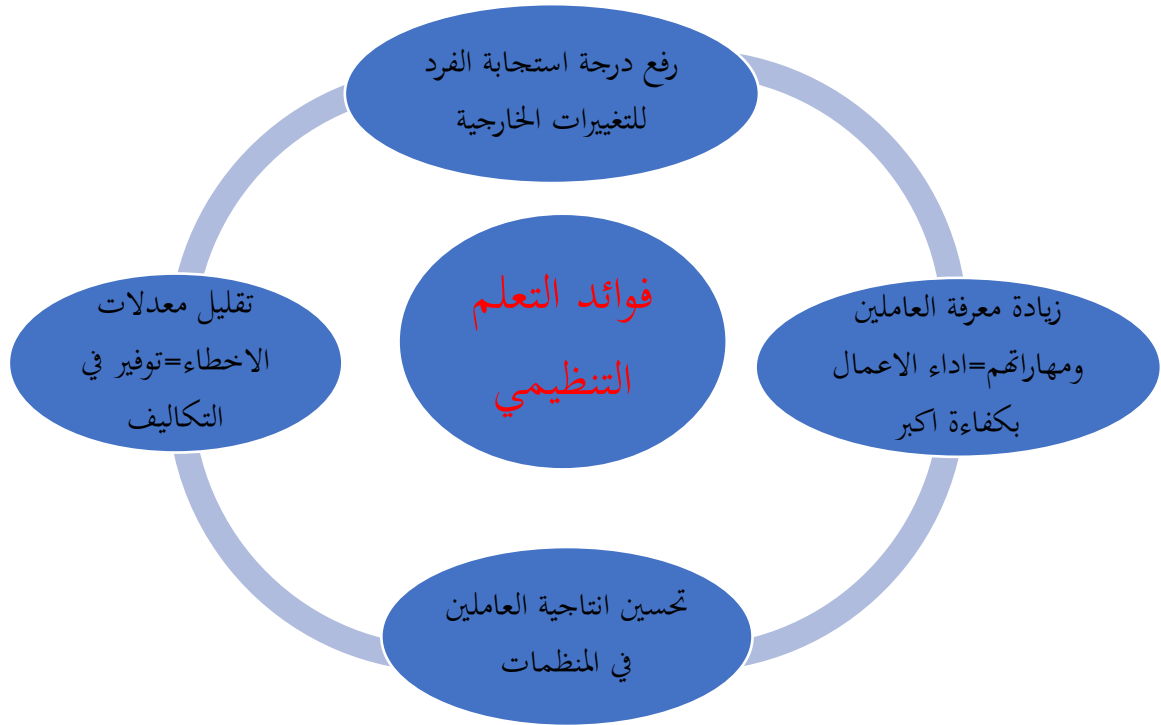 رفع درجة استجابة الفرد
للتغييرات الخارجية
فوائد التعلم
التنظيمي
زيادة معرفة العاملين
ومهاراتهم=اداء الاعمال
بكفاءة اكبر
تقليل معدلات
الاخطاء=توفير في
التكاليف
تحسين انتاجية العاملين
في المنظمات